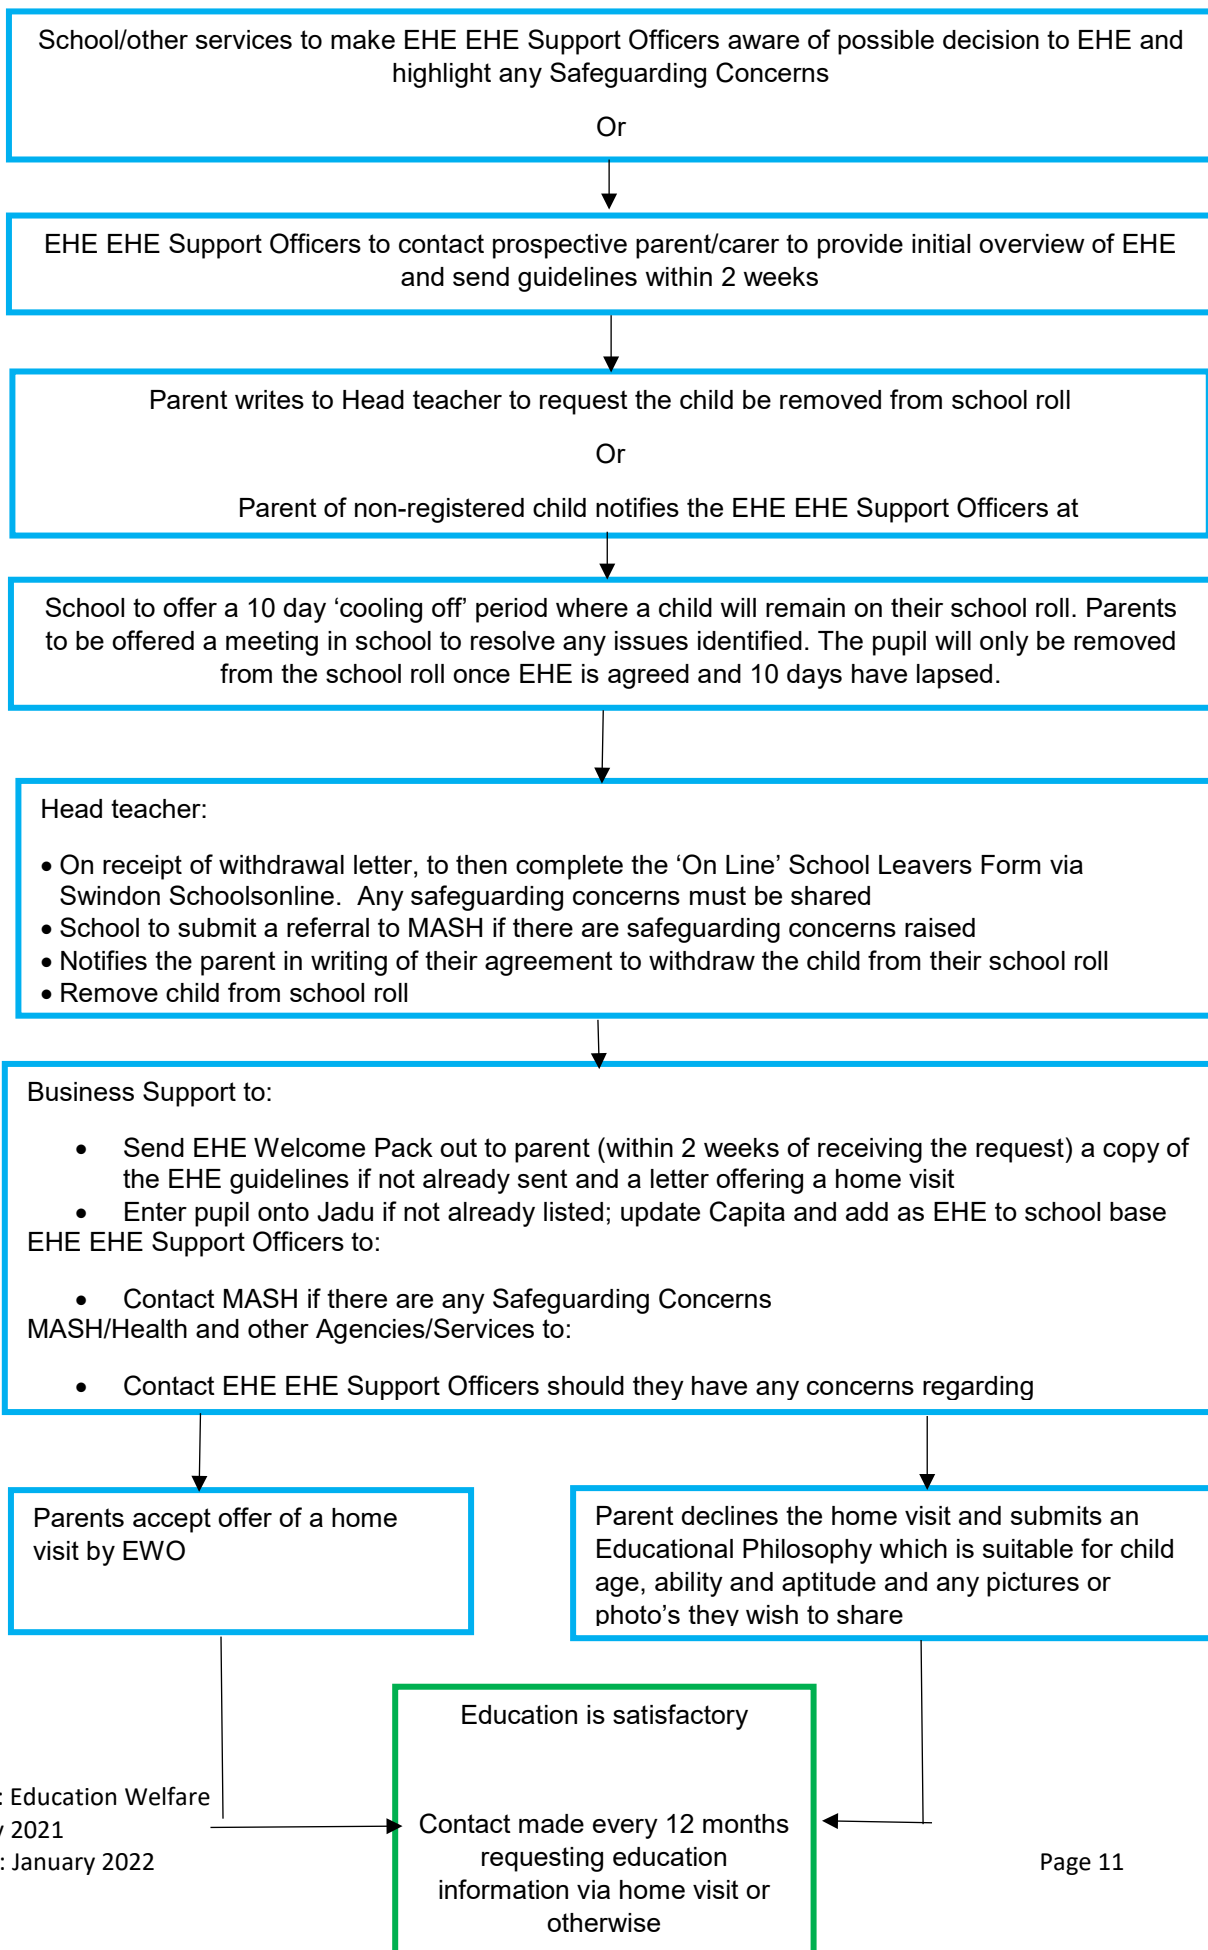 School/other services to make EHE EHE Support Officers aware of possible decision to EHE and
highlight any Safeguarding Concerns
Or
EHE EHE Support Officers to contact prospective parent/carer to provide initial overview of EHE
and send guidelines within 2 weeks
Parent writes to Head teacher to request the child be removed from school roll
Or
Parent of non-registered child notifies the EHE EHE Support Officers at
School to offer a 10 day ‘cooling off’ period where a child will remain on their school roll. Parents
to be offered a meeting in school to resolve any issues identified. The pupil will only be removed
from the school roll once EHE is agreed and 10 days have lapsed.
Head teacher:
• On receipt of withdrawal letter, to then complete the ‘On Line’ School Leavers Form via
Swindon Schoolsonline.  Any safeguarding concerns must be shared
• School to submit a referral to MASH if there are safeguarding concerns raised
• Notifies the parent in writing of their agreement to withdraw the child from their school roll
• Remove child from school roll
Business Support to:
• Send EHE Welcome Pack out to parent (within 2 weeks of receiving the request) a copy of
the EHE guidelines if not already sent and a letter offering a home visit
• Enter pupil onto Jadu if not already listed; update Capita and add as EHE to school base
EHE EHE Support Officers to:
• Contact MASH if there are any Safeguarding Concerns
MASH/Health and other Agencies/Services to:
• Contact EHE EHE Support Officers should they have any concerns regarding
Parents accept offer of a home
visit by EWO
Parent declines the home visit and submits an
Educational Philosophy which is suitable for child
age, ability and aptitude and any pictures or
photo’s they wish to share
Education is satisfactory
Contact made every 12 months
requesting education
information via home visit or
otherwise
: Education Welfare
y 2021
: January 2022
Page 11